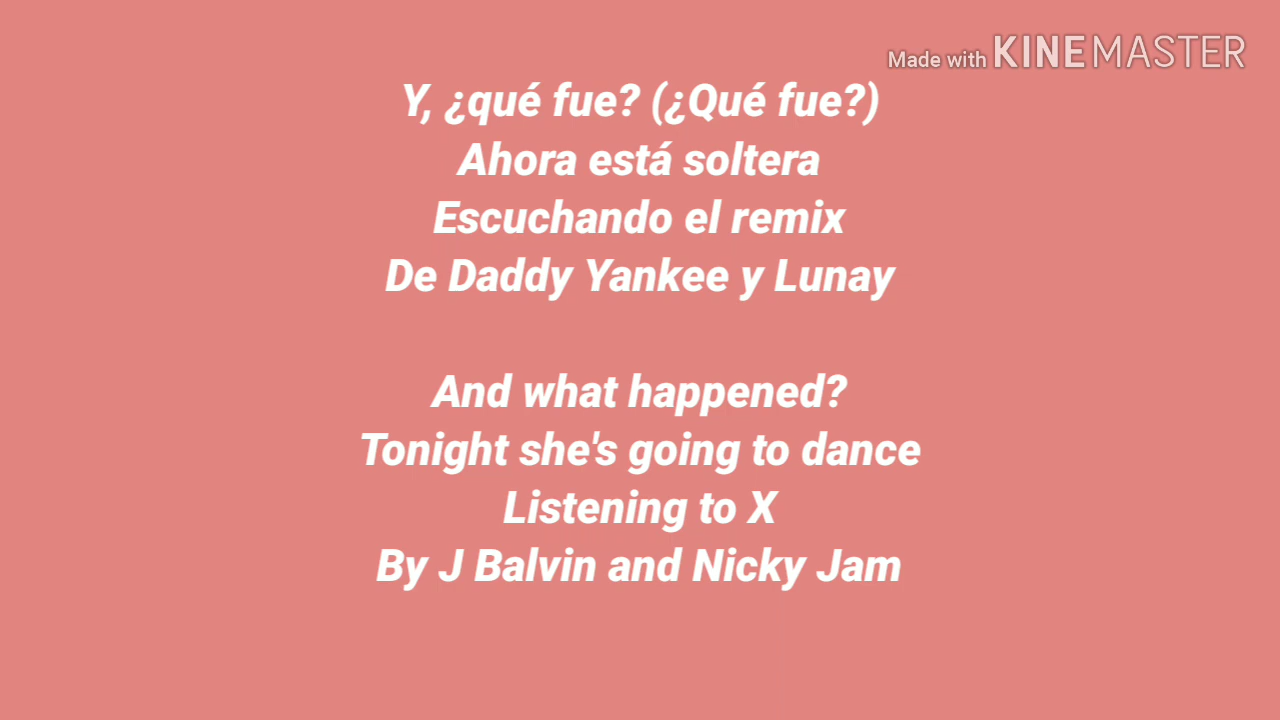 Made with KINEMASTER
Y, ¿qué fue? (¿Qué fue?)
Ahora está soltera
Escuchando el remix
De Daddy Yankee y Lunay
And what happened?
Tonight she's going to dance
Listening to X
By J Balvin and Nicky Jam